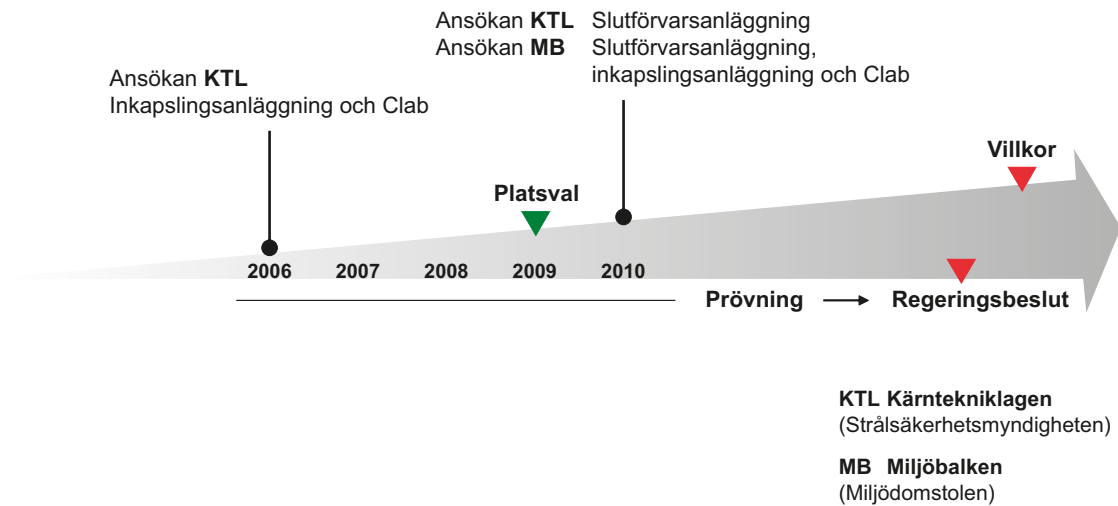 Ansökan KTL Slutförvarsanläggning
Ansökan MB Slutförvarsanläggning,
inkapslingsanläggning och Clab
Ansökan KTL
Inkapslingsanläggning och Clab
Villkor
Platsval
2006 2007 2008 2009 2010
Prövning Regeringsbeslut
KTL Kärntekniklagen
(Strålsäkerhetsmyndigheten)
MB Miljöbalken
(Miljödomstolen)